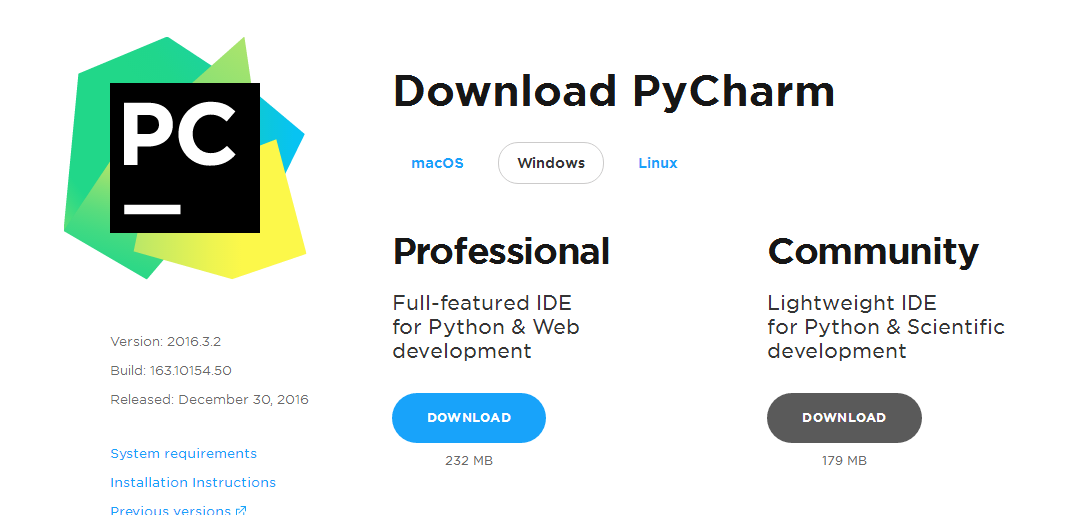 PC
Download PyCharm
macOS Windows Linux
Professional
Full-featured IDE
for Python & Web
development
DOWNLOAD
232 MB
Community
Lightweight IDE
for Python & Scientific
development
DOWNLOAD
179 MB
Version: 2016.3.2
Build: 163.10154.50
Released: December 30, 2016
System requirements
Installation Instructions
Previous versions